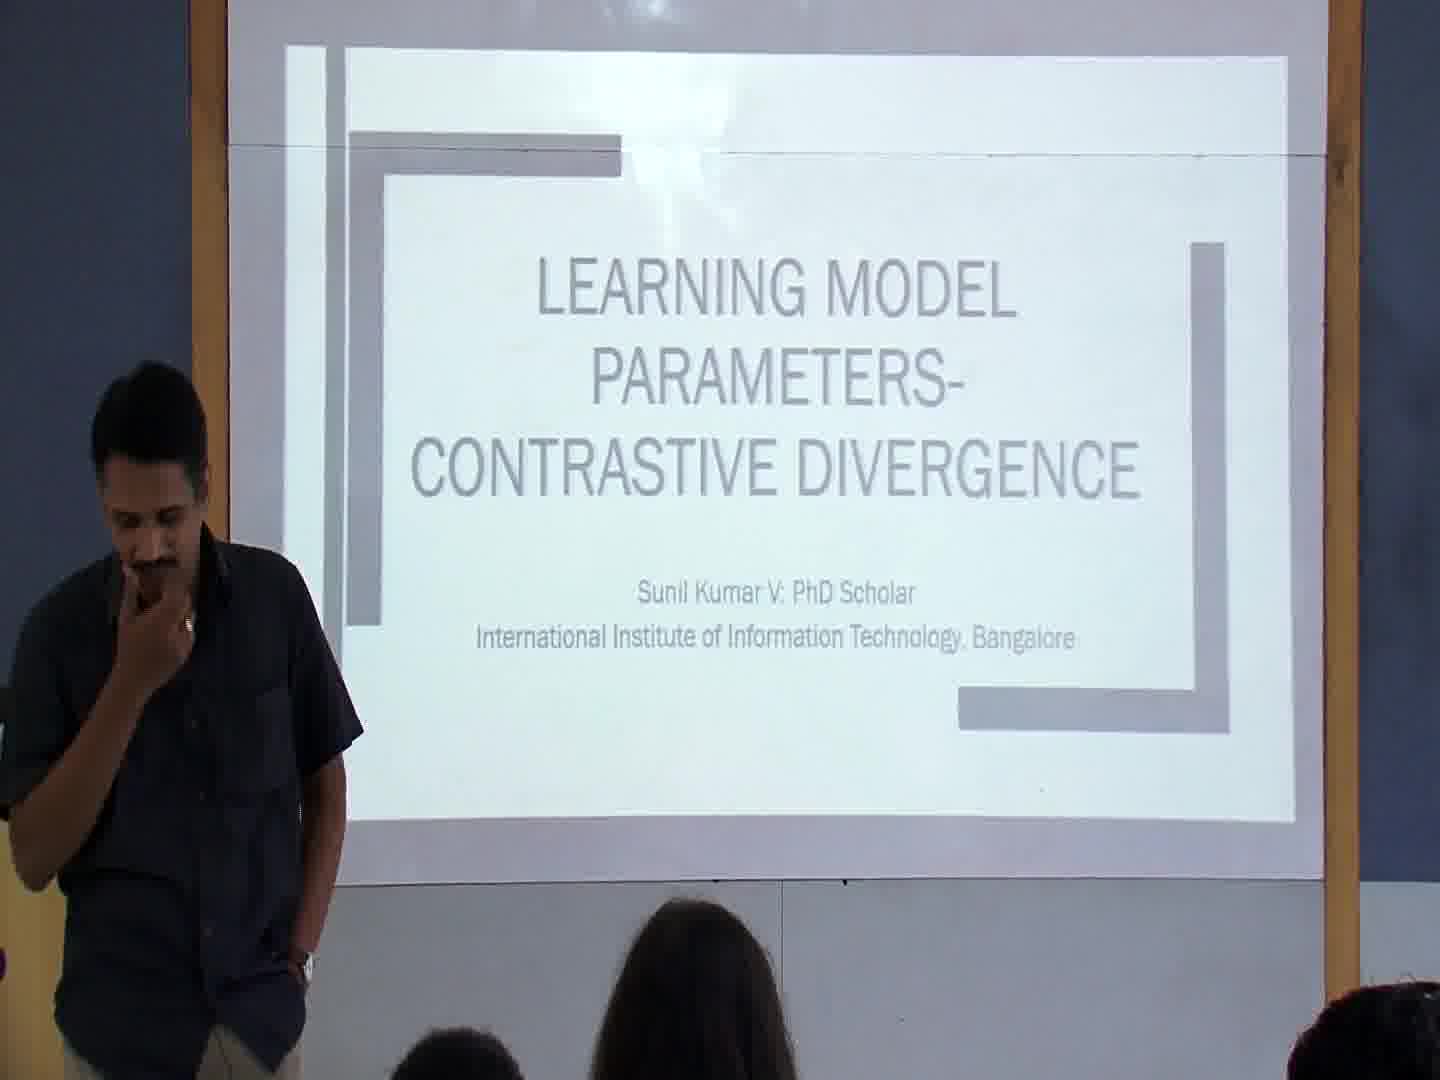 LEARNING MODEL
PARAMETERS-
CONTRASTIVE DIVERGENCE
Sunil Kumar V: PhD Scholar
International Institute of Information Technology, Bangalore